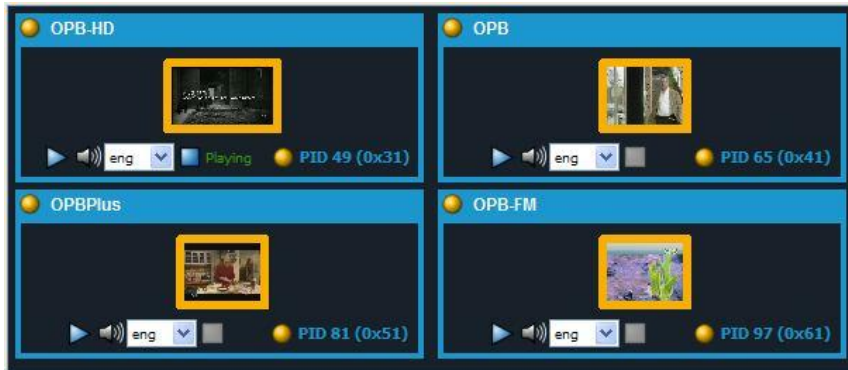 OPB-HD
OPB
eng
Playing
PID 49 (0x31)
eng
PID 65 (0x41)
OPBPlus
OPB-FM
eng
PID 81 (0x51)
eng
PID 97 (0x61)